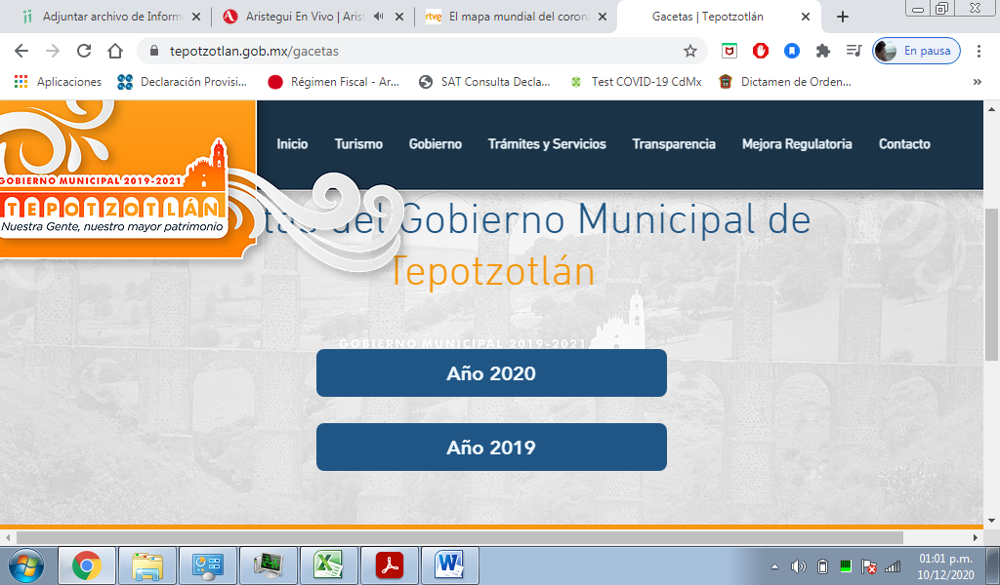 Adjuntar archivo de Inform
Aristegui En Vivo | Arist
El mapa mundial del coron
Gacetas | Tepotzotlán
tepotzotlan.gob.mx/gacetas
En pausa
Aplicaciones
Declaración Provisi...
Régimen Fiscal - Ar...
SAT Consulta Decla...
Test COVID-19 CdMx
Dictamen de Orden...
Inicio
Turismo
Gobierno
Trámites y Servicios
Transparencia
Mejora Regulatoria
Contacto
GOBIERNO MUNICIPAL 2019-2021
TEPOTZOTLÁN
Nuestra Gente, nuestro mayor patrimonio
tas del Gobierno Municipal de
Tepotzotlán
GOBIERNO MUNICIPAL 2019-2021
Año 2020
Año 2019
01:01 p.m.
10/12/2020